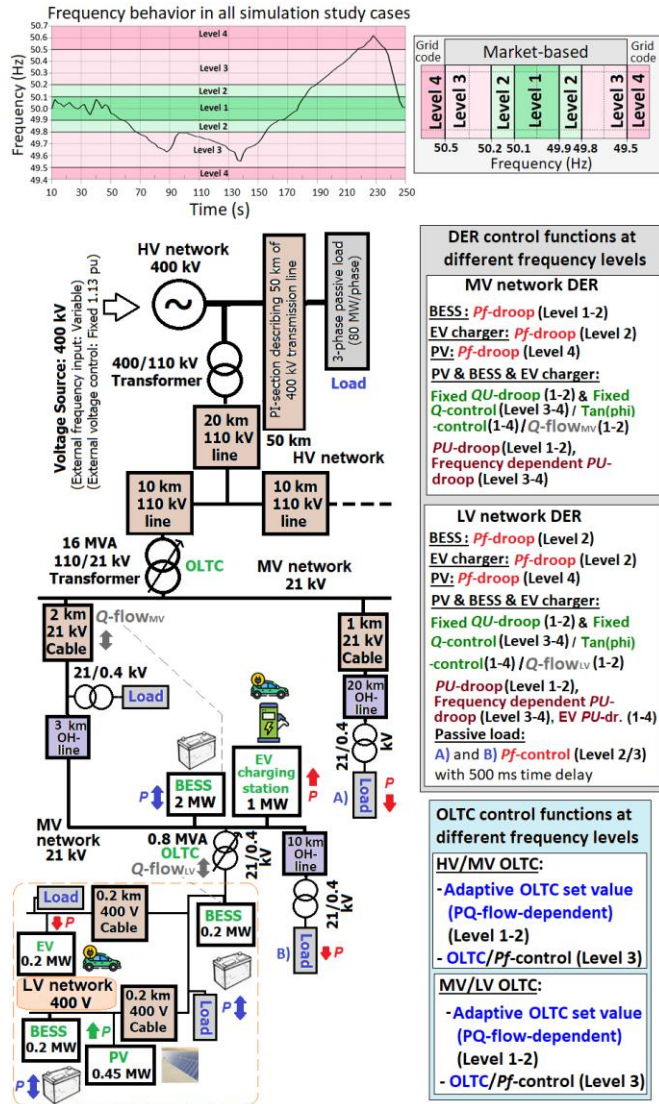 Frequency behavior in all simulation study cases
Frequency (Hz)
50.7
50.6
50.5
50.4
50.3
50.2
50.1
50.0
49.9
49.8
49.7
49.6
49.5
49.4
Level 4
Level 3
Level 2
Level 1
Level 2
Level 3
Level 4
10 30 50 70 90 110 130 150 170 190 210 230 250
Time (s)
Grid code
Market-based
Grid code
Level 4
Level 3
Level 2
Level 1
Level 2
Level 3
Level 4
50.5 50.2 50.1 49.9 49.8 49.5
Frequency (Hz)
HV network
400 kV
Voltage Source: 400 kV
(External frequency input: Variable)
(External voltage control: Fixed 1.13 pu)
~
400/110 kV
Transformer
PI-section describing 50 km of
400 kV transmission line
50 km
3-phase passive load
(80 MW/phase)
Load
20 km
110 kV
line
HV network
10 km
110 kV
line
10 km
110 kV
line
16 MVA
110/21 kV
Transformer
OLTC
MV network
21 kV
2 km
21 kV
Cable
Q-flowMV
1 km
21 kV
Cable
21/0.4 kV
Load
20 km
OH-
line
3 km
OH-
line
21/0.4
kV
BESS
2 MW
P
EV
charging
station
1 MW
P
A)
Load
P
MV
network
21 kV
0.8 MVA
OLTC
Q-flowLV
21/0.4
kV
10 km
OH-
line
21/0.4
kV
B)
Load
P
Load
0.2 km
400 V
Cable
P
BESS
0.2 MW
EV
0.2 MW
LV network
400 V
0.2 km
400 V
Cable
Load
P
BESS
0.2 MW
P
PV
0.45 MW
P
DER control functions at
different frequency levels
MV network DER
BESS: Pf-droop (Level 1-2)
EV charger: Pf-droop (Level 2)
PV: Pf-droop (Level 4)
PV & BESS & EV charger:
Fixed QU-droop (1-2) & Fixed
Q-control (Level 3-4) / Tan(phi)
-control (1-4) / Q-flowMV (1-2)
PU-droop (Level 1-2),
Frequency dependent PU-
droop (Level 3-4)
LV network DER
BESS: Pf-droop (Level 2)
EV charger: Pf-droop (Level 2)
PV: Pf-droop (Level 4)
PV & BESS & EV charger:
Fixed QU-droop (1-2) & Fixed
Q-control (Level 3-4) / Tan(phi)
-control (1-4) / Q-flowLV (1-2)
PU-droop (Level 1-2),
Frequency dependent PU-
droop (Level 3-4), EV PU-dr. (1-4)
Passive load:
A) and B) Pf-control (Level 2/3)
with 500 ms time delay
OLTC control functions at
different frequency levels
HV/MV OLTC:
-Adaptive OLTC set value
(PQ-flow-dependent)
(Level 1-2)
- OLTC/Pf-control (Level 3)
MV/LV OLTC:
-Adaptive OLTC set value
(PQ-flow-dependent)
(Level 1-2)
- OLTC/Pf-control (Level 3)